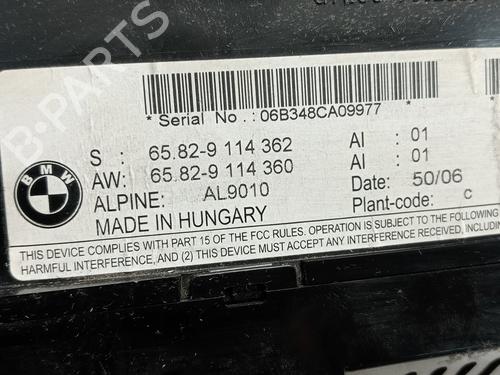 * Serial No. : 06B348CA09977 *
S : 65.82-9 114 362 AI : 01
AW: 65.82-9 114 360 AI : 01
ALPINE: AL9010 Date: 50/06
MADE IN HUNGARY Plant-code: C
THIS DEVICE COMPLIES WITH PART 15 OF THE FCC RULES. OPERATION IS SUBJECT TO THE FOLLOWING
HARMFUL INTERFERENCE, AND (2) THIS DEVICE MUST ACCEPT ANY INTERFERENCE RECEIVED, INCLUDING
BMW
B-PARTS